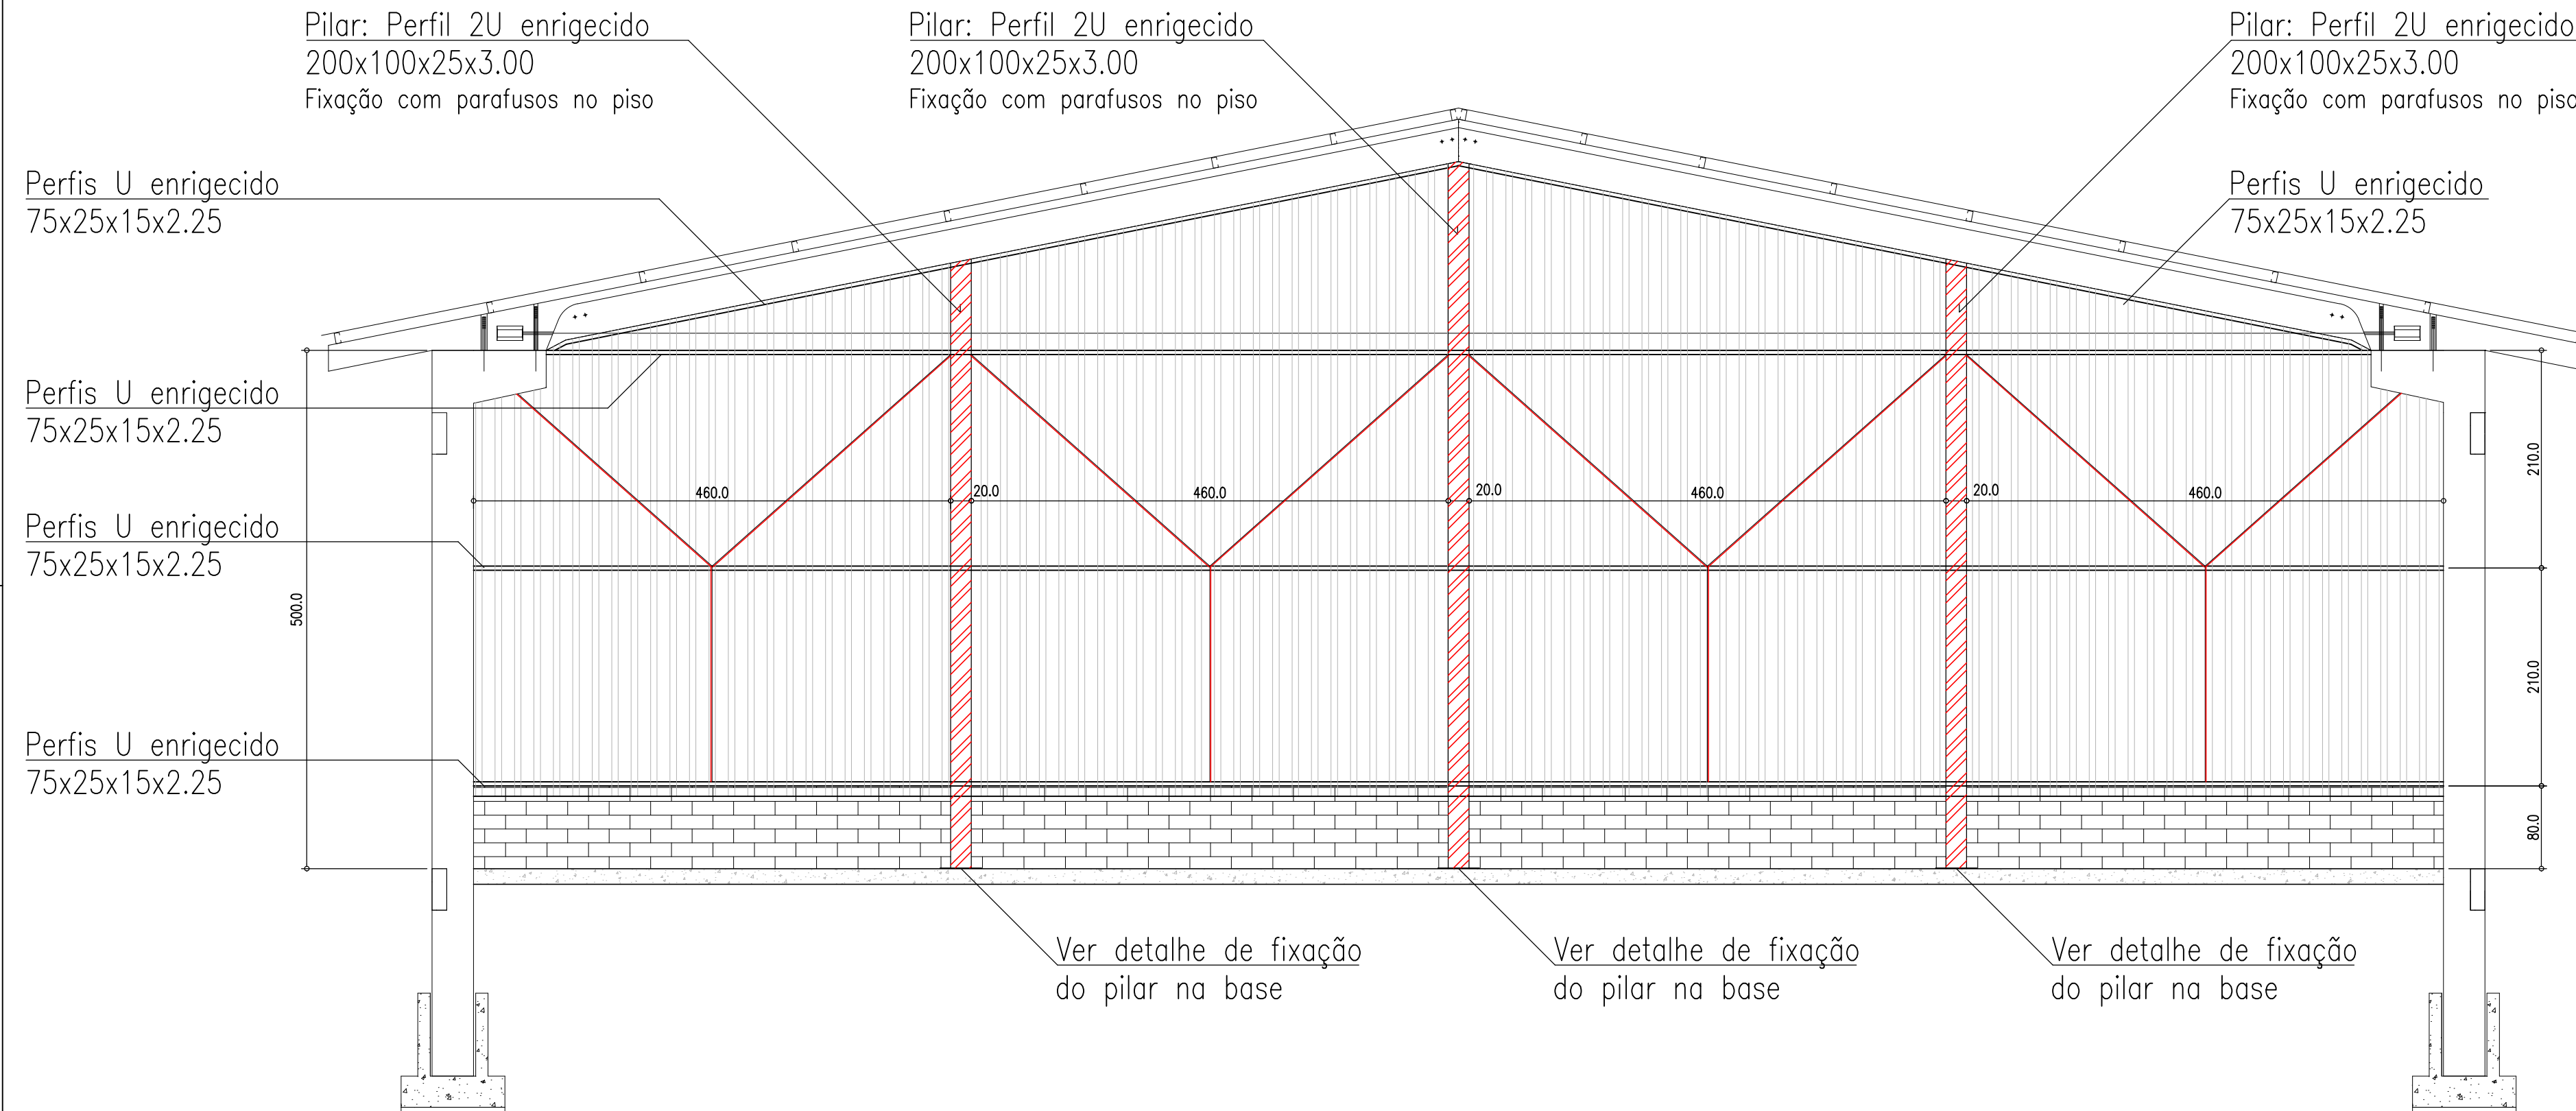 Pilar: Perfil 2U enrigecido
200x100x25x3.00
Fixação com parafusos no piso
Pilar: Perfil 2U enrigecido
200x100x25x3.00
Fixação com parafusos no piso
Pilar: Perfil 2U enrigecido
200x100x25x3.00
Fixação com parafusos no piso
Perfis U enrigecido
75x25x15x2.25
Perfis U enrigecido
75x25x15x2.25
Perfis U enrigecido
75x25x15x2.25
Perfis U enrigecido
75x25x15x2.25
Perfis U enrigecido
75x25x15x2.25
460.0
20.0
460.0
20.0
460.0
20.0
460.0
500.0
210.0
210.0
80.0
Ver detalhe de fixação
do pilar na base
Ver detalhe de fixação
do pilar na base
Ver detalhe de fixação
do pilar na base